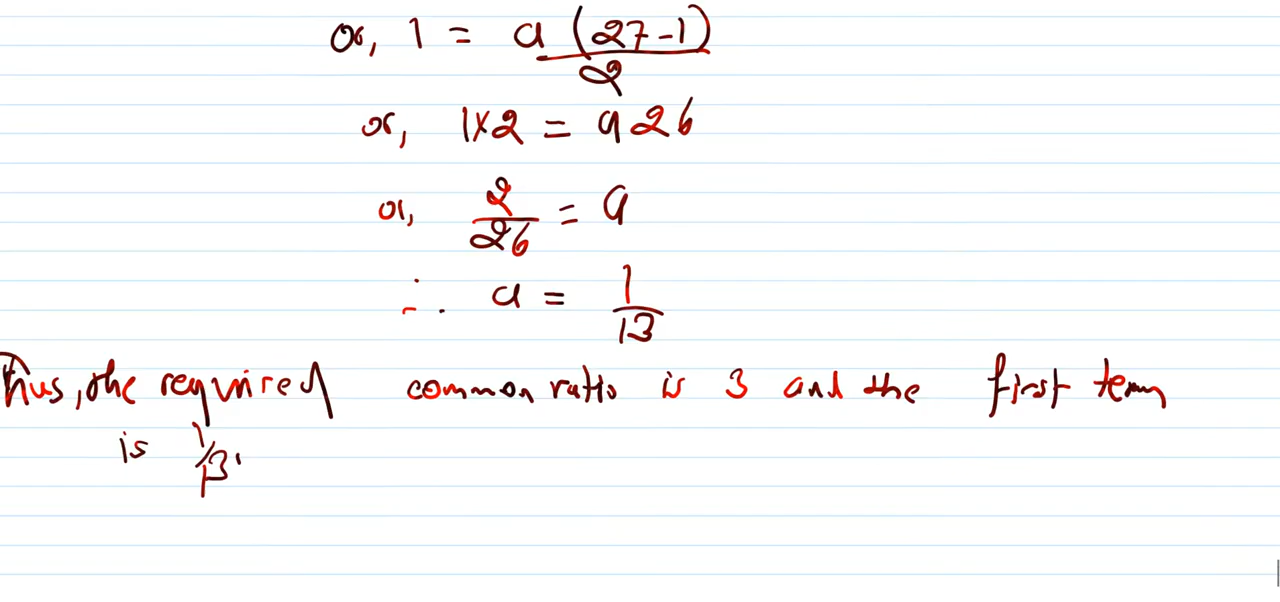 or, 1 = a (27-1)
2
or, 1×2 = a 26
or, 2/26 = a
∴ a = 1/13
Thus, the required common ratio is 3 and the first term
is 1/13.